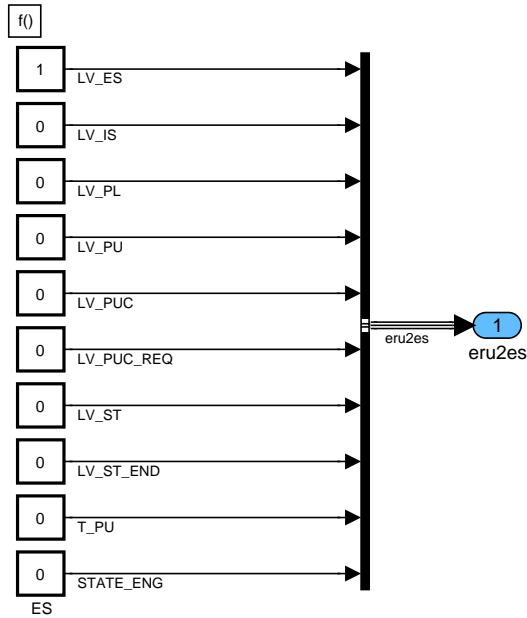 f()
1
LV_ES
0
LV_IS
0
LV_PL
0
LV_PU
0
LV_PUC
0
LV_PUC_REQ
0
LV_ST
0
LV_ST_END
0
T_PU
0
STATE_ENG
ES
eru2es
1
eru2es